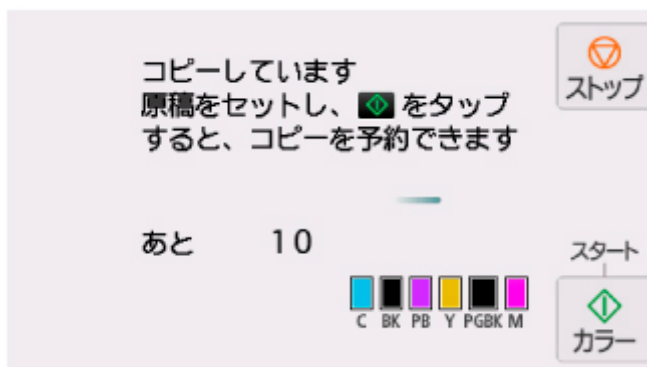 コピーしています
原稿をセットし、 をタップ
すると、コピーを予約できます
ストップ
あと 10
C BK PB Y PGBK M
スタート
カラー